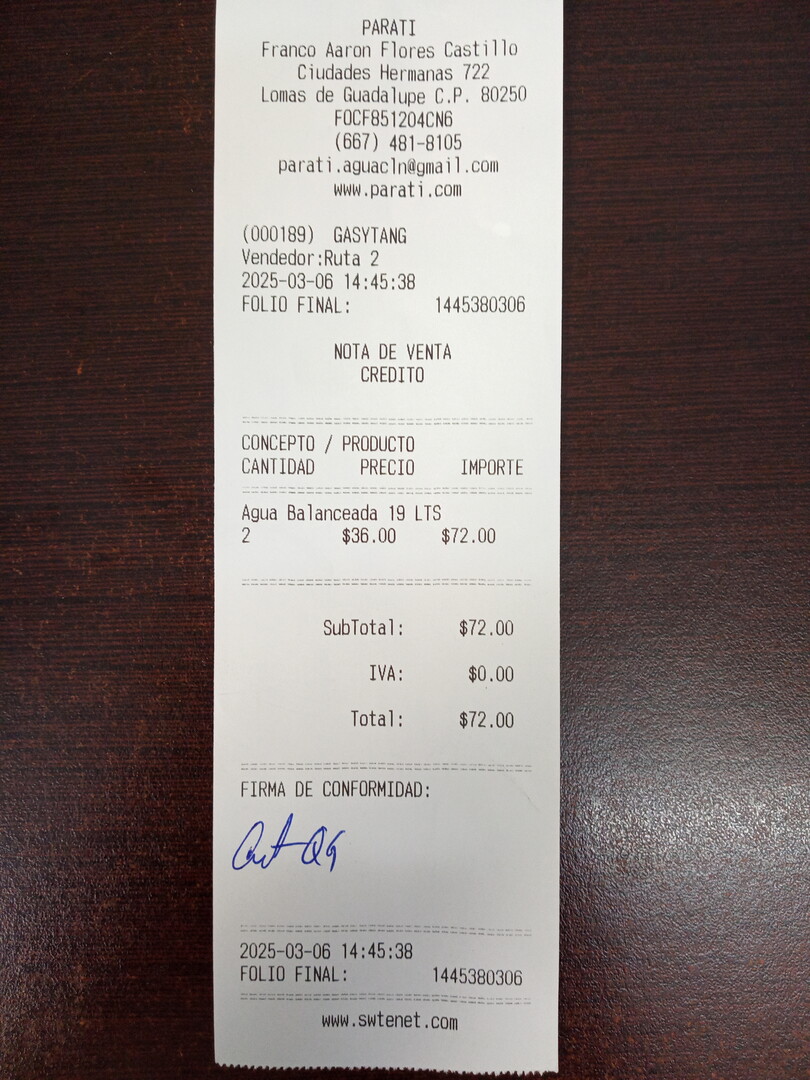 PARATI
Franco Aaron Flores Castillo
Ciudades Hermanas 722
Lomas de Guadalupe C.P. 80250
FOCF851204CN6
(667) 481-8105
parati.aguacln@gmail.com
www.parati.com
(000189) GASYTANG
Vendedor:Ruta 2
2025-03-06 14:45:38
FOLIO FINAL: 1445380306
NOTA DE VENTA
CREDITO
CONCEPTO / PRODUCTO
CANTIDAD PRECIO IMPORTE
Agua Balanceada 19 LTS
2 $36.00 $72.00
SubTotal: $72.00
IVA: $0.00
Total: $72.00
FIRMA DE CONFORMIDAD:
2025-03-06 14:45:38
FOLIO FINAL: 1445380306
www.swtenet.com